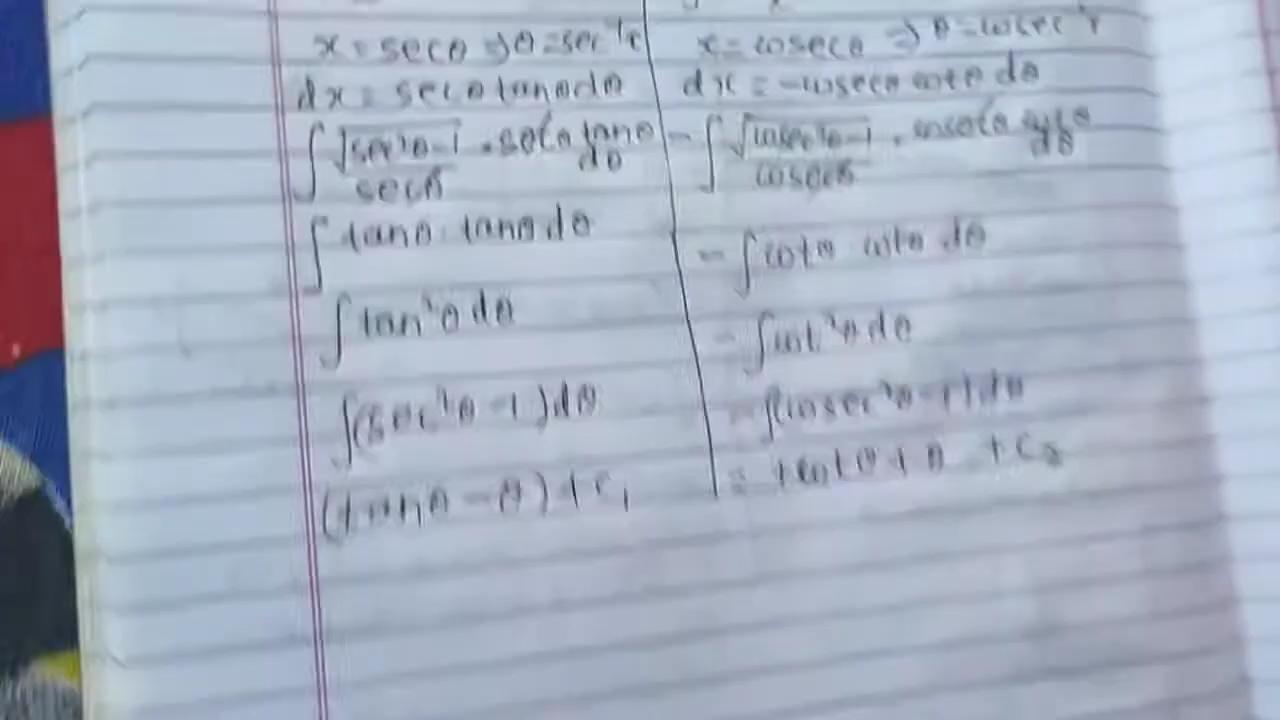 x = secθ ⇒ θ = sec⁻¹x
dx = secθ tanθ dθ
∫ √(sec²θ-1) / secθ · secθ tanθ dθ
∫ tanθ · tanθ dθ
∫ tan²θ dθ
∫(sec²θ - 1)dθ
(tanθ - θ) + c₁
x = cosecθ ⇒ θ = cosec⁻¹x
dx = -cosecθ cotθ dθ
- ∫ √(cosec²θ-1) / cosecθ · cosecθ cotθ dθ
- ∫ cotθ cotθ dθ
- ∫ cot²θ dθ
- ∫(cosec²θ - 1) dθ
= + cotθ + θ + c₂